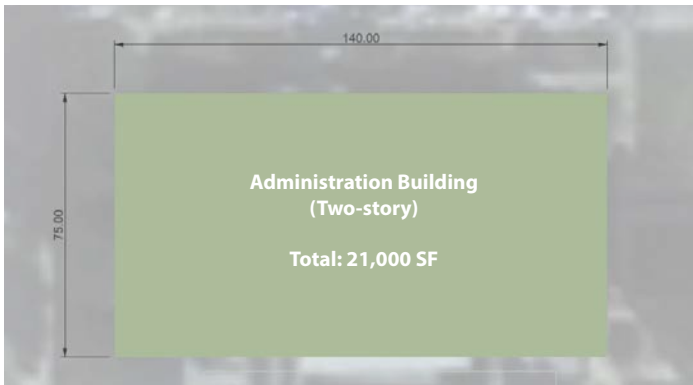 140.00
75.00
Administration Building
(Two-story)
Total: 21,000 SF